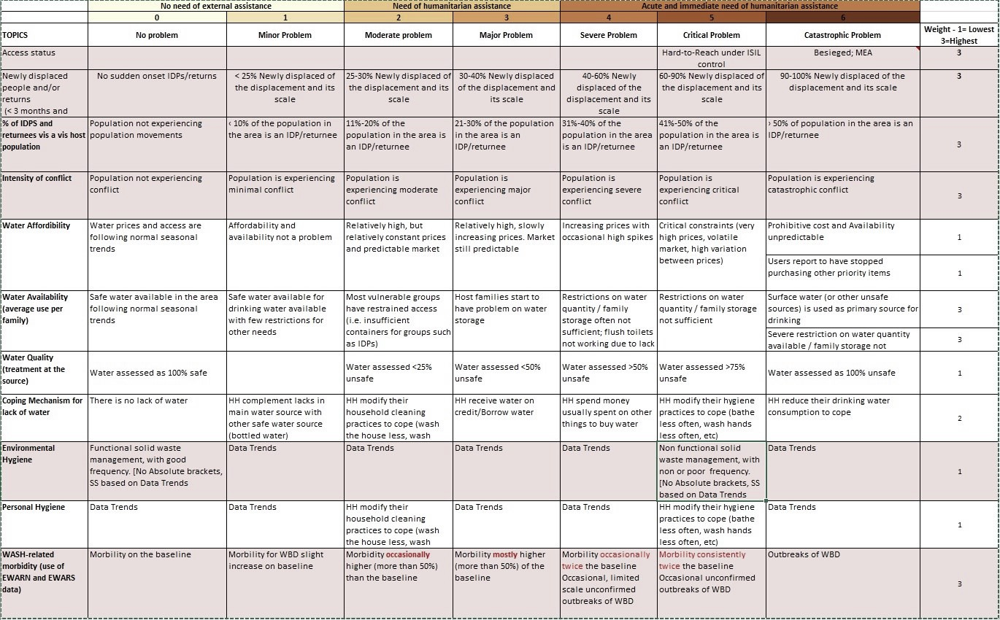 No need of external assistance
Need of humanitarian assistance
Acute and immediate need of humanitarian assistance
0
1
2
3
4
5
6
TOPICS
No problem
Minor Problem
Moderate problem
Major Problem
Severe Problem
Critical Problem
Catastrophic Problem
Weight - 1= Lowest
3=Highest
Access status
Hard-to-Reach under ISIL
control
Besieged; MEA
3
Newly displaced
people and/or
returns
(< 3 months and
No sudden onset IDPs/returns
< 25% Newly displaced of
the displacement and its
scale
25-30% Newly displaced of
the displacement and its
scale
30-40% Newly displaced
of the displacement and
its scale
40-60% Newly
displaced of the
displacement and its
scale
60-90% Newly displaced of
the displacement and its
scale
90-100% Newly displaced of the
displacement and its scale
3
% of IDPS and
returnees vis a vis host
population
Population not experiencing
population movements
‹ 10% of the population in
the area is an IDP/returnee
11%-20% of the
population in the area is
an IDP/returnee
21-30% of the population
in the area is an
IDP/returnee
31%-40% of the
population in the area
is an IDP/returnee
41%-50% of the
population in the area is
an IDP/returnee
› 50% of population in the area is an
IDP/returnee
3
Intensity of conflict
Population not experiencing
conflict
Population is experiencing
minimal conflict
Population is
experiencing moderate
conflict
Population is
experiencing major
conflict
Population is
experiencing severe
conflict
Population is
experiencing critical
conflict
Population is experiencing
catastrophic conflict
3
Water Affordibility
Water prices and access are
following normal seasonal
trends
Affordability and
availability not a problem
Relatively high, but
relatively constant prices
and predictable market
Relatively high, slowly
increasing prices. Market
still predictable
Increasing prices with
occasional high spikes
Critical constraints (very
high prices, volatile
market, high variation
between prices)
Prohibitive cost and Availability
unpredictable
1
Users report to have stopped
purchasing other priority items
1
Water Availability
(average use per
family)
Safe water available in the area
following normal seasonal
trends
Safe water available for
drinking water available
with few restrictions for
other needs
Most vulnerable groups
have restrained access
(i.e. insufficient
containers for groups such
as IDPs)
Host families start to
have problem on water
storage
Restrictions on water
quantity / family
storage often not
sufficient; flush toilets
not working due to lack
Restrictions on water
quantity / family storage
not sufficient
Surface water (or other unsafe
sources) is used as primary source for
drinking
3
Severe restriction on water quantity
available / family storage not
3
Water Quality
(treatment at the
source)
Water assessed as 100% safe
Water assessed <25%
unsafe
Water assessed <50%
unsafe
Water assessed >50%
unsafe
Water assessed >75%
unsafe
Water assessed as 100% unsafe
1
Coping Mechanism for
lack of water
There is no lack of water
HH complement lacks in
main water source with
other safe water source
(bottled water)
HH modify their
household cleaning
practices to cope (wash
the house less, wash
HH receive water on
credit/Borrow water
HH spend money
usually spent on other
things to buy water
HH modify their hygiene
practices to cope (bathe
less often, wash hands
less often, etc)
HH reduce their drinking water
consumption to cope
2
Environmental
Hygiene
Functional solid waste
management, with good
frequency. [No Absolute brackets,
SS based on Data Trends
Data Trends
Data Trends
Data Trends
Data Trends
Non functional solid
waste management, with
non or poor frequency.
[No Absolute brackets, SS
based on Data Trends
Data Trends
1
Personal Hygiene
Data Trends
Data Trends
HH modify their
household cleaning
practices to cope (wash
the house less, wash
Data Trends
Data Trends
HH modify their hygiene
practices to cope (bathe
less often, wash hands
less often, etc)
Data Trends
1
WASH-related
morbidity (use of
EWARN and EWARS
data)
Morbility on the baseline
Morbility for WBD slight
increase on baseline
Morbidity occasionally
higher (more than 50%)
than the baseline
Morbility mostly higher
(more than 50%) of the
baseline
Morbility occasionally
twice the baseline
Occasional, limited
scale unconfirmed
outbreaks of WBD
Morbility consistently
twice the baseline
Occasional unconfirmed
outbreaks of WBD
Outbreaks of WBD
3